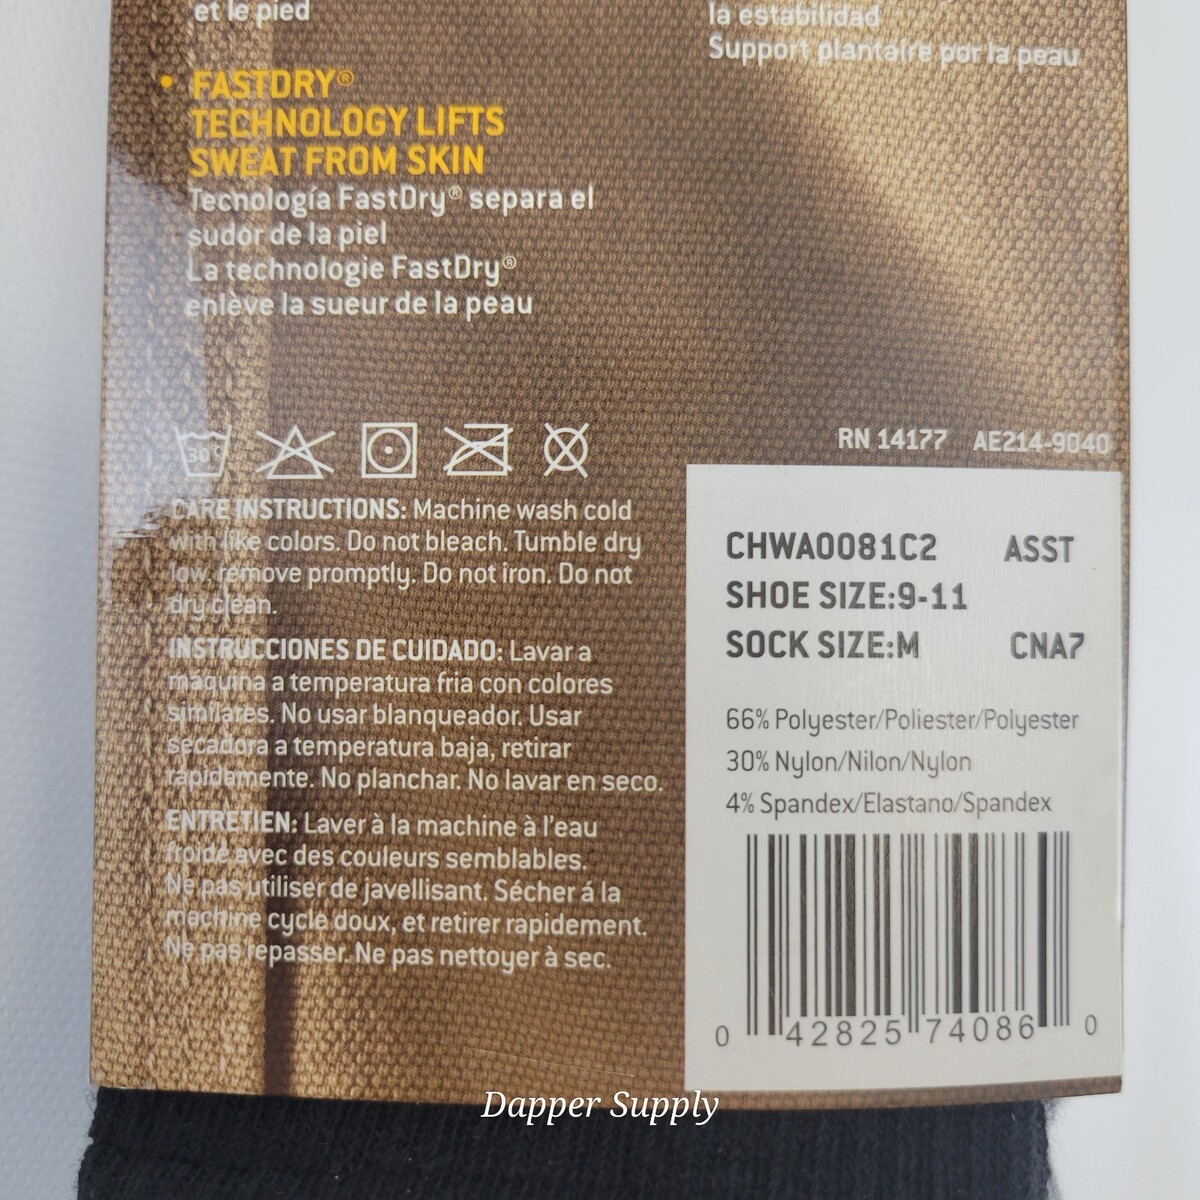 et le pied
la estabilidad
Support plantaire por la peau
• FASTDRY®
TECHNOLOGY LIFTS
SWEAT FROM SKIN
Tecnología FastDry® separa el
sudor de la piel
La technologie FastDry®
enlève la sueur de la peau
30°C
RN 14177 AE214-9040
CARE INSTRUCTIONS: Machine wash cold
with like colors. Do not bleach. Tumble dry
low, remove promptly. Do not iron. Do not
dry clean.
INSTRUCCIONES DE CUIDADO: Lavar a
máquina a temperatura fria con colores
similares. No usar blanqueador. Usar
secadora a temperatura baja, retirar
rápidamente. No planchar. No lavar en seco.
ENTRETIEN: Laver à la machine à l'eau
froide avec des couleurs semblables.
Ne pas utiliser de javellisant. Sécher á la
machine cycle doux, et retirer rapidement.
Ne pas repasser. Ne pas nettoyer à sec.
CHWA0081C2 ASST
SHOE SIZE:9-11
SOCK SIZE:M CNA7
66% Polyester/Poliester/Polyester
30% Nylon/Nilon/Nylon
4% Spandex/Elastano/Spandex
0 42825 74086 0
Dapper Supply